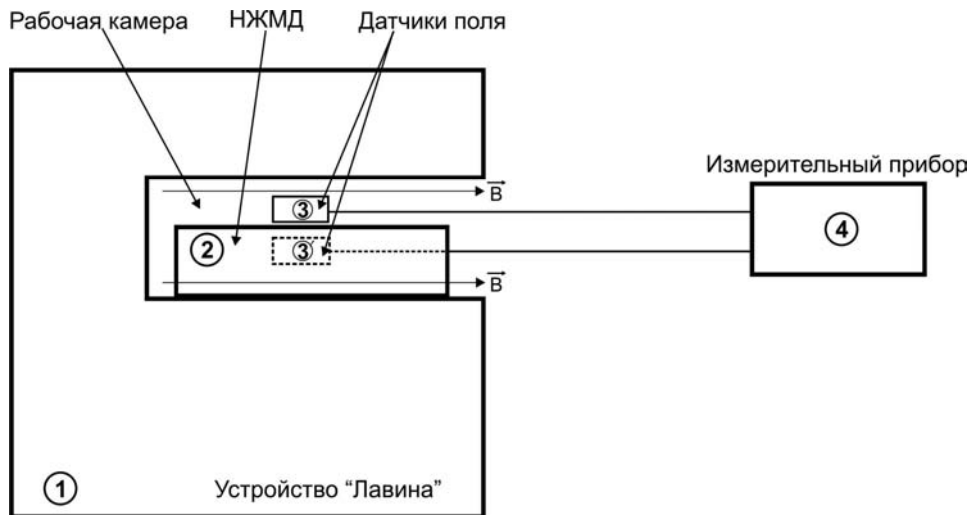 Рабочая камера
НЖМД
Датчики поля
Измерительный прибор
B
3
4
2
3́
B
1
Устройство “Лавина”